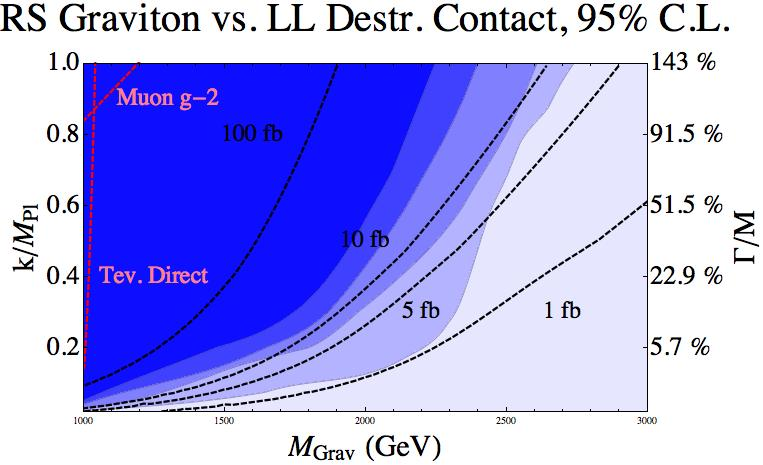 RS Graviton vs. LL Destr. Contact, 95% C.L.
1.0
143 %
Muon g−2
0.8
100 fb
91.5 %
k/M_Pl
0.6
51.5 %
Γ/M
10 fb
0.4
Tev. Direct
22.9 %
5 fb
1 fb
0.2
5.7 %
1000
1500
2000
2500
3000
M_Grav (GeV)